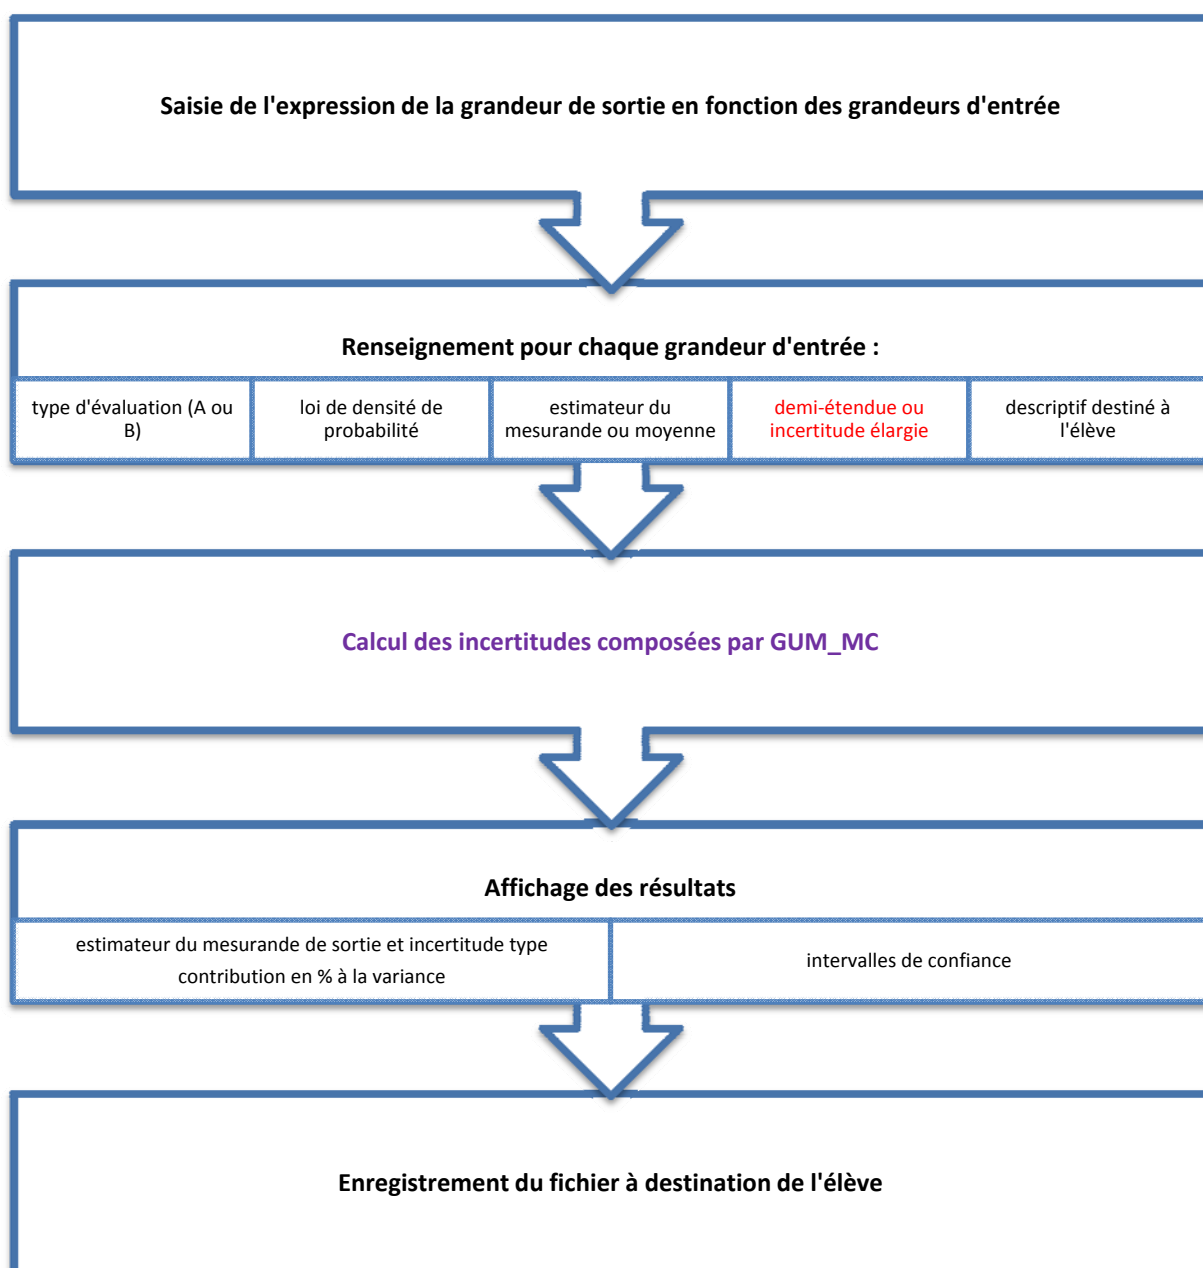 Saisie de l'expression de la grandeur de sortie en fonction des grandeurs d'entrée
Renseignement pour chaque grandeur d'entrée :
type d'évaluation (A ou
B)
loi de densité de
probabilité
estimateur du
mesurande ou moyenne
demi-étendue ou
incertitude élargie
descriptif destiné à
l'élève
Calcul des incertitudes composées par GUM_MC
Affichage des résultats
estimateur du mesurande de sortie et incertitude type
contribution en % à la variance
intervalles de confiance
Enregistrement du fichier à destination de l'élève